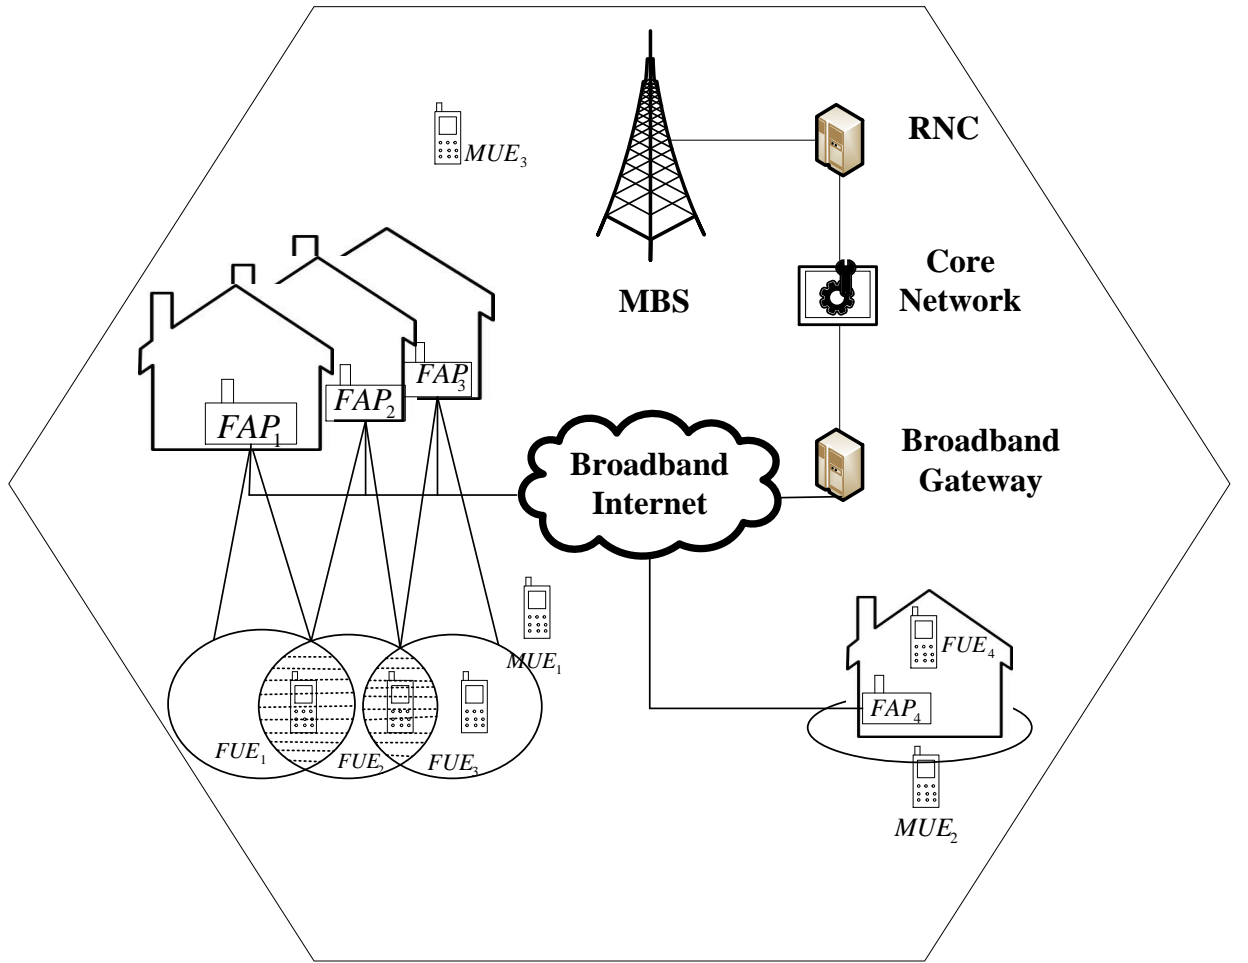 RNC
MUE3
Core
Network
MBS
FAP3
FAP2
FAP1
Broadband
Internet
Broadband
Gateway
MUE1
FUE4
FAP4
FUE1
FUE2
FUE3
MUE2